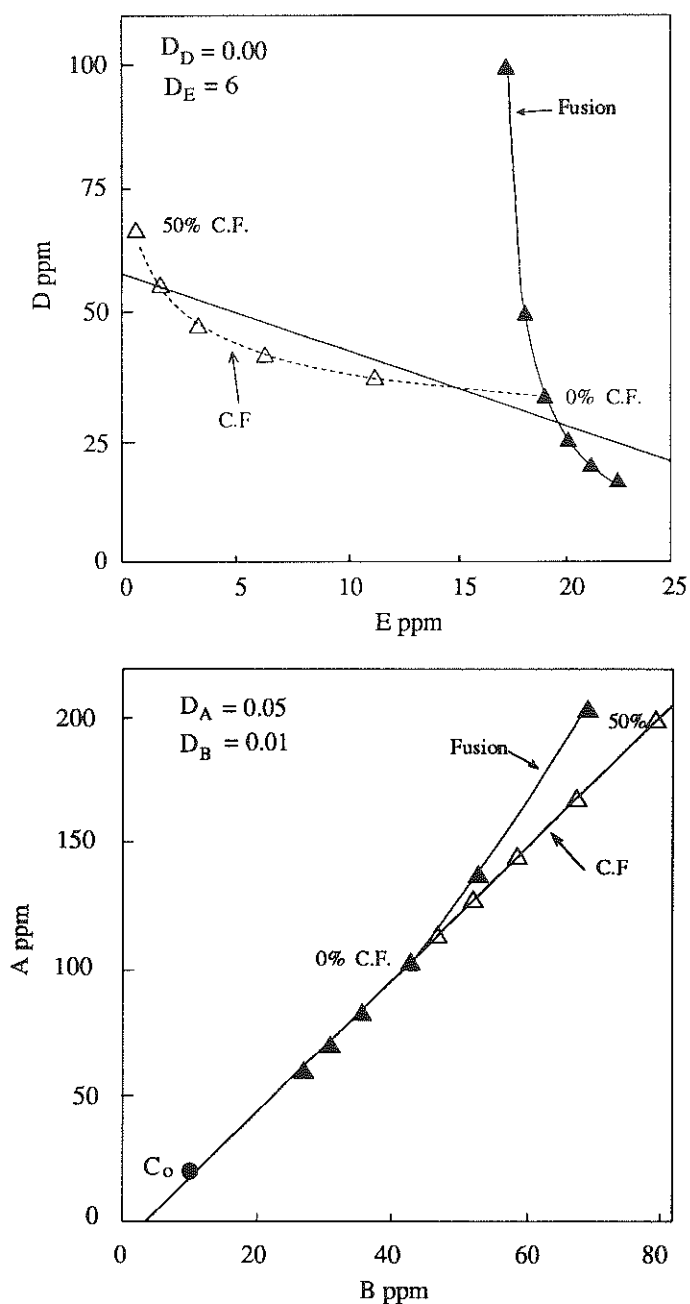 D_D = 0.00
D_E = 6
100
75
50
25
0
D ppm
Fusion
50% C.F.
C.F
0% C.F.
0 5 10 15 20 25
E ppm
D_A = 0.05
D_B = 0.01
200
150
100
50
0
A ppm
Fusion
50%
C.F
0% C.F.
Co
0 20 40 60 80
B ppm